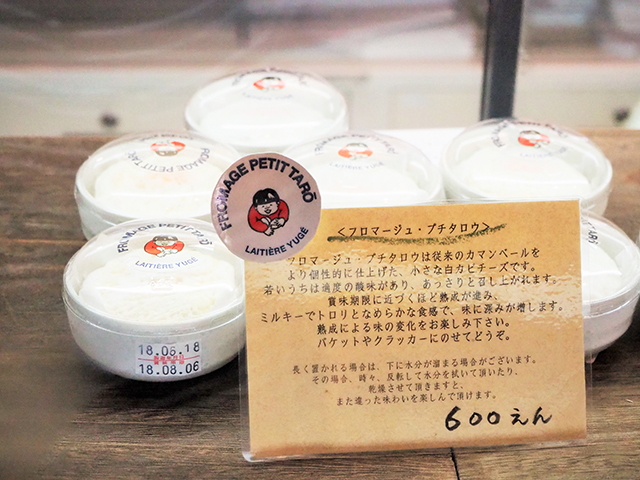 FROMAGE PETIT TARŌ
LAITIÈRE YUGÉ
<フロマージュ・プチタロウ>
フロマージュ・プチタロウは従来のカマンベールを
より個性的に仕上げた、小さな白カビチーズです。
若いうちは適度の酸味があり、あっさりと召し上がれます。
賞味期限に近づくほど熟成が進み、
ミルキーでトロリとなめらかな食感で、味に深みが増します。
熟成による味の変化をお楽しみ下さい。
バケットやクラッカーにのせてどうぞ。
長く置かれる場合は、下に水分が溜まる場合がございます。
その場合、時々、反転して水分を拭いて頂いたり、
乾燥させて頂きますと、
また違った味わいを楽しんで頂けます。
600えん
FROMAGE PETIT TARŌ
LAITIÈRE YUGÉ
18.08.18
18.08.06